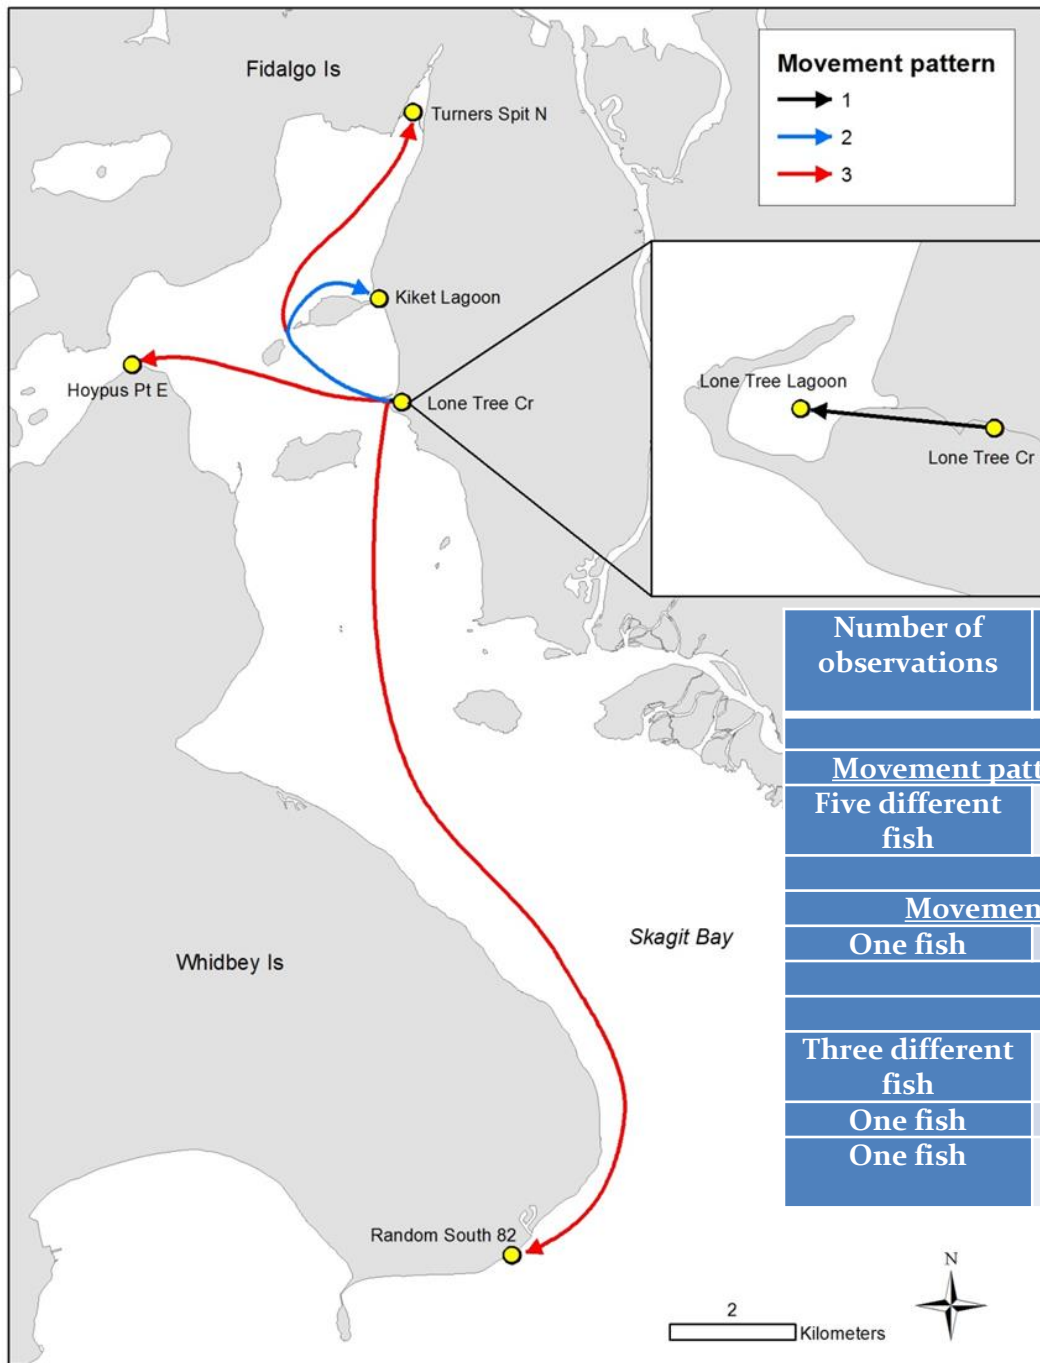 Fidalgo Is
Turners Spit N
Movement pattern
1
2
3
Kiket Lagoon
Hoypus Pt E
Lone Tree Cr
Lone Tree Lagoon
Lone Tree Cr
Number of
observations
Movement patt
Five different
fish
Movemen
One fish
Three different
fish
One fish
One fish
Skagit Bay
Whidbey Is
Random South 82
N
2
Kilometers